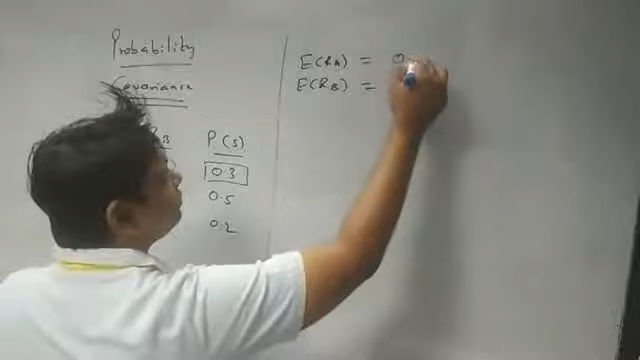 Probability
Covariance
P(s)
0.3
0.5
0.2
E(RA) =
E(RB) =